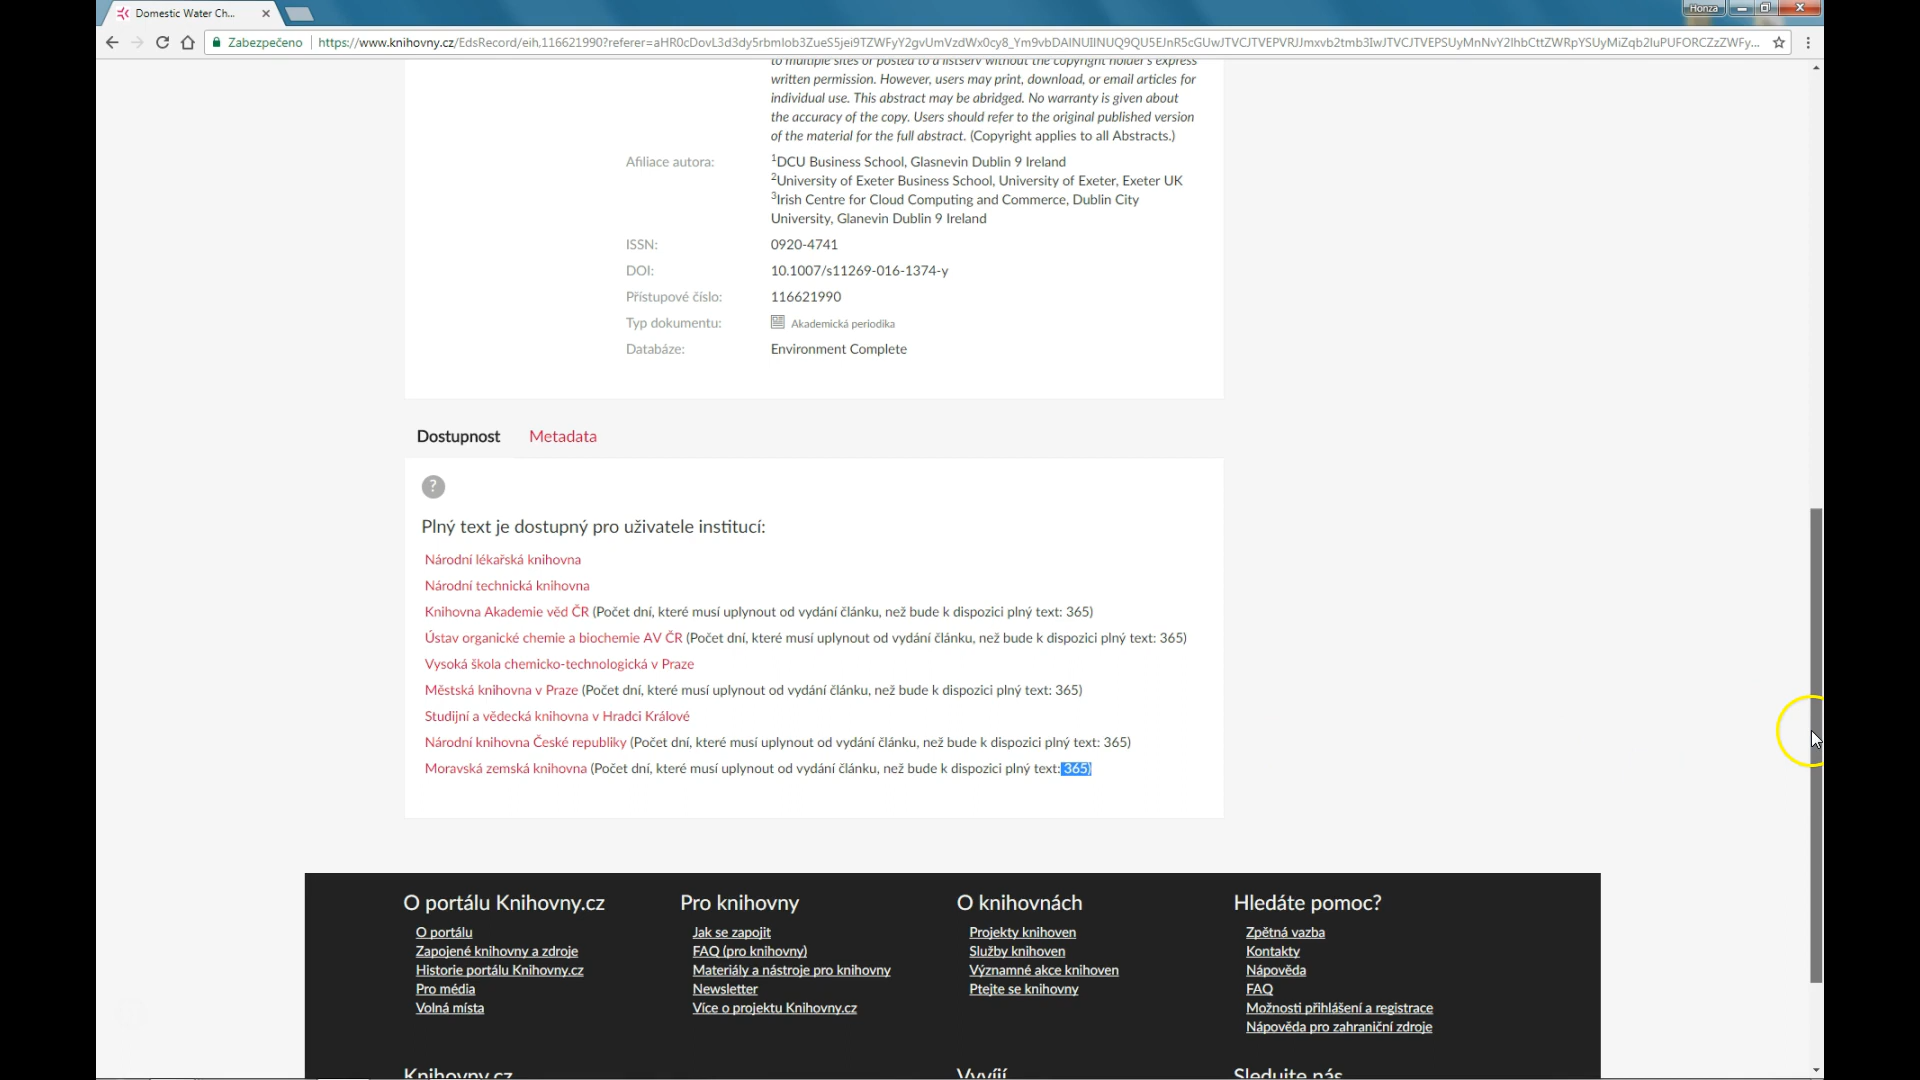 Domestic Water Ch...
Honza
Zabezpečeno
written permission. However, users may print, download, or email articles for
individual use. This abstract may be abridged. No warranty is given about
the accuracy of the copy. Users should refer to the original published version
of the material for the full abstract. (Copyright applies to all Abstracts.)
Afiliace autora:
1DCU Business School, Glasnevin Dublin 9 Ireland
2University of Exeter Business School, University of Exeter, Exeter UK
3Irish Centre for Cloud Computing and Commerce, Dublin City
University, Glanevin Dublin 9 Ireland
ISSN: 0920-4741
DOI: 10.1007/s11269-016-1374-y
Přístupové číslo: 116621990
Typ dokumentu: Akademická periodika
Databáze: Environment Complete
Dostupnost Metadata
?
Plný text je dostupný pro uživatele institucí:
Národní lékařská knihovna
Národní technická knihovna
Knihovna Akademie věd ČR (Počet dní, které musí uplynout od vydání článku, než bude k dispozici plný text: 365)
Ústav organické chemie a biochemie AV ČR (Počet dní, které musí uplynout od vydání článku, než bude k dispozici plný text: 365)
Vysoká škola chemicko-technologická v Praze
Městská knihovna v Praze (Počet dní, které musí uplynout od vydání článku, než bude k dispozici plný text: 365)
Studijní a vědecká knihovna v Hradci Králové
Národní knihovna České republiky (Počet dní, které musí uplynout od vydání článku, než bude k dispozici plný text: 365)
Moravská zemská knihovna (Počet dní, které musí uplynout od vydání článku, než bude k dispozici plný text: 365)
O portálu Knihovny.cz
O portálu
Zapojené knihovny a zdroje
Historie portálu Knihovny.cz
Pro média
Volná místa
Pro knihovny
Jak se zapojit
FAQ (pro knihovny)
Materiály a nástroje pro knihovny
Newsletter
Více o projektu Knihovny.cz
O knihovnách
Projekty knihoven
Služby knihoven
Významné akce knihoven
Ptejte se knihovny
Hledáte pomoc?
Zpětná vazba
Kontakty
Nápověda
FAQ
Možnosti přihlášení a registrace
Nápověda pro zahraniční zdroje
Knihovny.cz
Vyvíjí
Sledujte nás